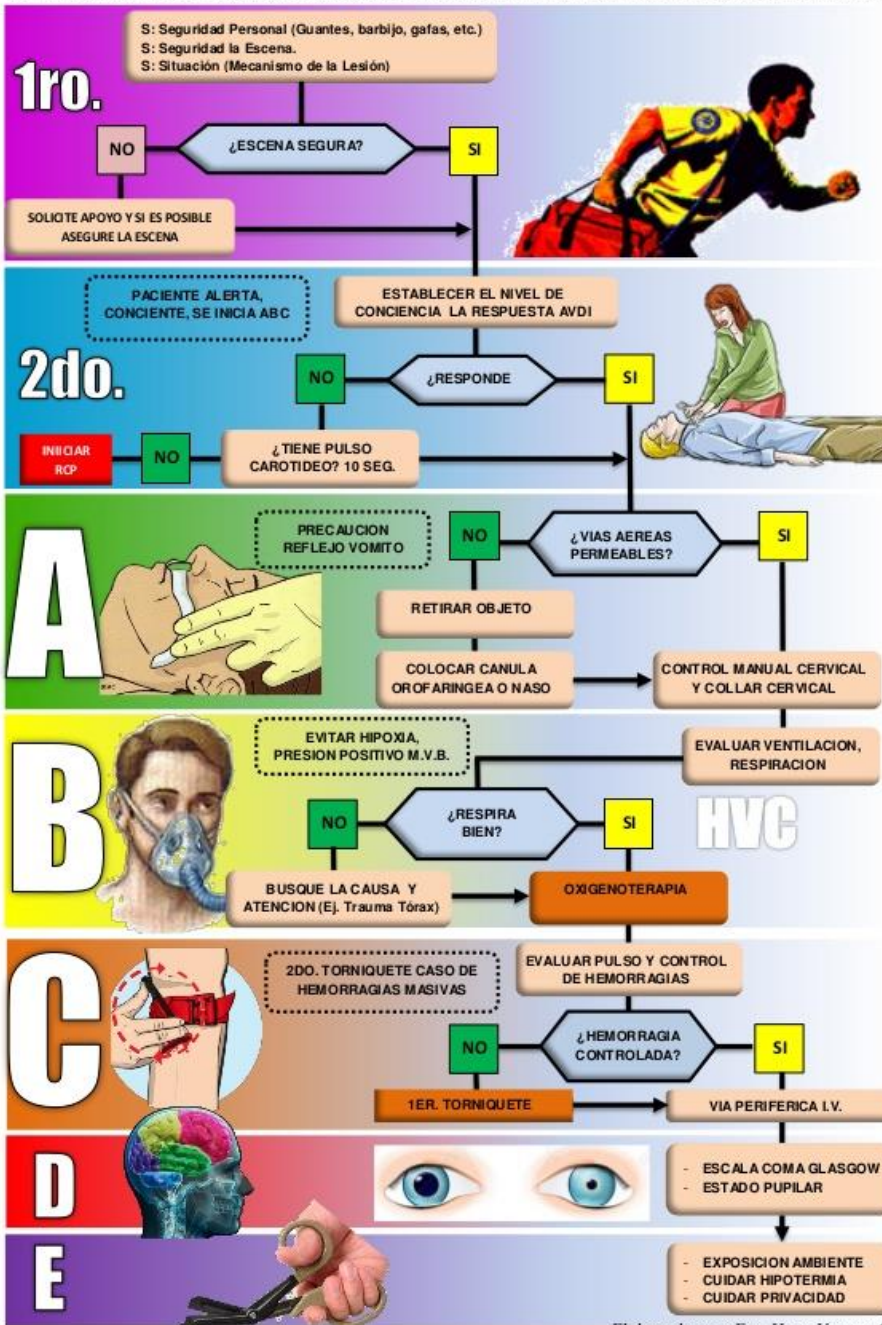 S: Seguridad Personal (Guantes, barbijo, gafas, etc.)
S: Seguridad la Escena.
S: Situación (Mecanismo de la Lesión)
1ro.
NO
¿ESCENA SEGURA?
SI
SOLICITE APOYO Y SI ES POSIBLE
ASEGURE LA ESCENA
PACIENTE ALERTA,
CONCIENTE, SE INICIA ABC
ESTABLECER EL NIVEL DE
CONCIENCIA LA RESPUESTA AVDI
2do.
NO
¿RESPONDE
SI
INICIAR
RCP
NO
¿TIENE PULSO
CAROTIDEO? 10 SEG.
A
PRECAUCION
REFLEJO VOMITO
NO
¿VIAS AEREAS
PERMEABLES?
SI
RETIRAR OBJETO
COLOCAR CANULA
OROFARINGEA O NASO
CONTROL MANUAL CERVICAL
Y COLLAR CERVICAL
B
EVITAR HIPOXIA,
PRESION POSITIVO M.V.B.
EVALUAR VENTILACION,
RESPIRACION
NO
¿RESPIRA
BIEN?
SI
HVC
BUSQUE LA CAUSA Y
ATENCION (Ej. Trauma Tórax)
OXIGENOTERAPIA
C
2DO. TORNIQUETE CASO DE
HEMORRAGIAS MASIVAS
EVALUAR PULSO Y CONTROL
DE HEMORRAGIAS
NO
¿HEMORRAGIA
CONTROLADA?
SI
1ER. TORNIQUETE
VIA PERIFERICA I.V.
D
- ESCALA COMA GLASGOW
- ESTADO PUPILAR
E
- EXPOSICION AMBIENTE
- CUIDAR HIPOTERMIA
- CUIDAR PRIVACIDAD